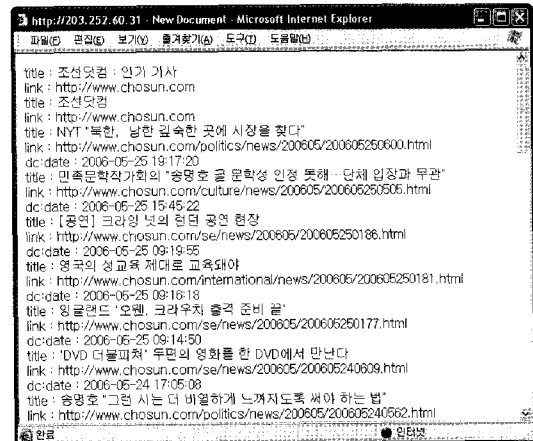 http://203.252.60.31 - New Document - Microsoft Internet Explorer
파일(F) 편집(E) 보기(V) 즐겨찾기(A) 도구(T) 도움말(H)
title : 조선닷컴 : 인기 기사
link : http://www.chosun.com
title : 조선닷컴
link : http://www.chosun.com
title : NYT "북한, 남한 깊숙한 곳에 시장을 찾다"
link : http://www.chosun.com/politics/news/200605/200605250600.html
dc:date : 2006-05-25 19:17:20
title : 민족문학작가회의 "송명호 글 문학성 인정 못해…단체 입장과 무관"
link : http://www.chosun.com/culture/news/200605/200605250505.html
dc:date : 2006-05-25 15:45:22
title : [공연] 크라잉 넛의 런던 공연 현장
link : http://www.chosun.com/se/news/200605/200605250186.html
dc:date : 2006-05-25 09:19:55
title : 영국의 성교육 제대로 교육돼야
link : http://www.chosun.com/international/news/200605/200605250181.html
dc:date : 2006-05-25 09:16:18
title : 잉글랜드 '오웬, 크라우치 출격 준비 끝'
link : http://www.chosun.com/se/news/200605/200605250177.html
dc:date : 2006-05-25 09:14:50
title : 'DVD 더블피쳐' 두편의 영화를 한 DVD에서 만난다
link : http://www.chosun.com/se/news/200605/200605240609.html
dc:date : 2006-05-24 17:05:08
title : 송명호 "그런 시는 더 비열하게 느껴지도록 써야 하는 법"
link : http://www.chosun.com/politics/news/200605/200605240562.html
완료 인터넷